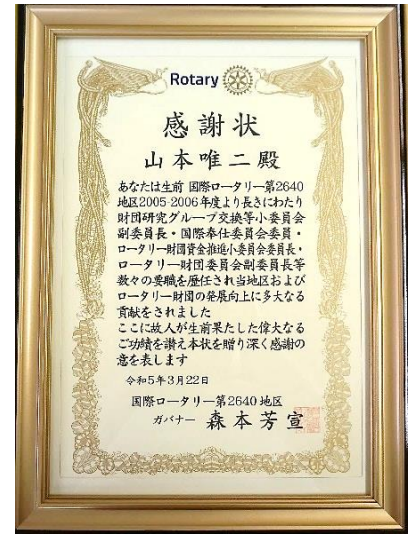 Rotary
感謝状
山本唯二殿
あなたは生前 国際ロータリー第2640
地区2005-2006年度より長きにわたり
財団研究グループ交換等小委員会
副委員長・国際奉仕委員会委員・
ロータリー財団資金推進小委員会委員長・
ロータリー財団委員会副委員長等
数々の要職を歴任され当地区および
ロータリー財団の発展向上に多大なる
貢献をされました
ここに故人が生前果たした偉大なる
ご功績を讃え本状を贈り深く感謝の
意を表します
令和5年3月22日
国際ロータリー第2640地区
ガバナー 森本芳宣